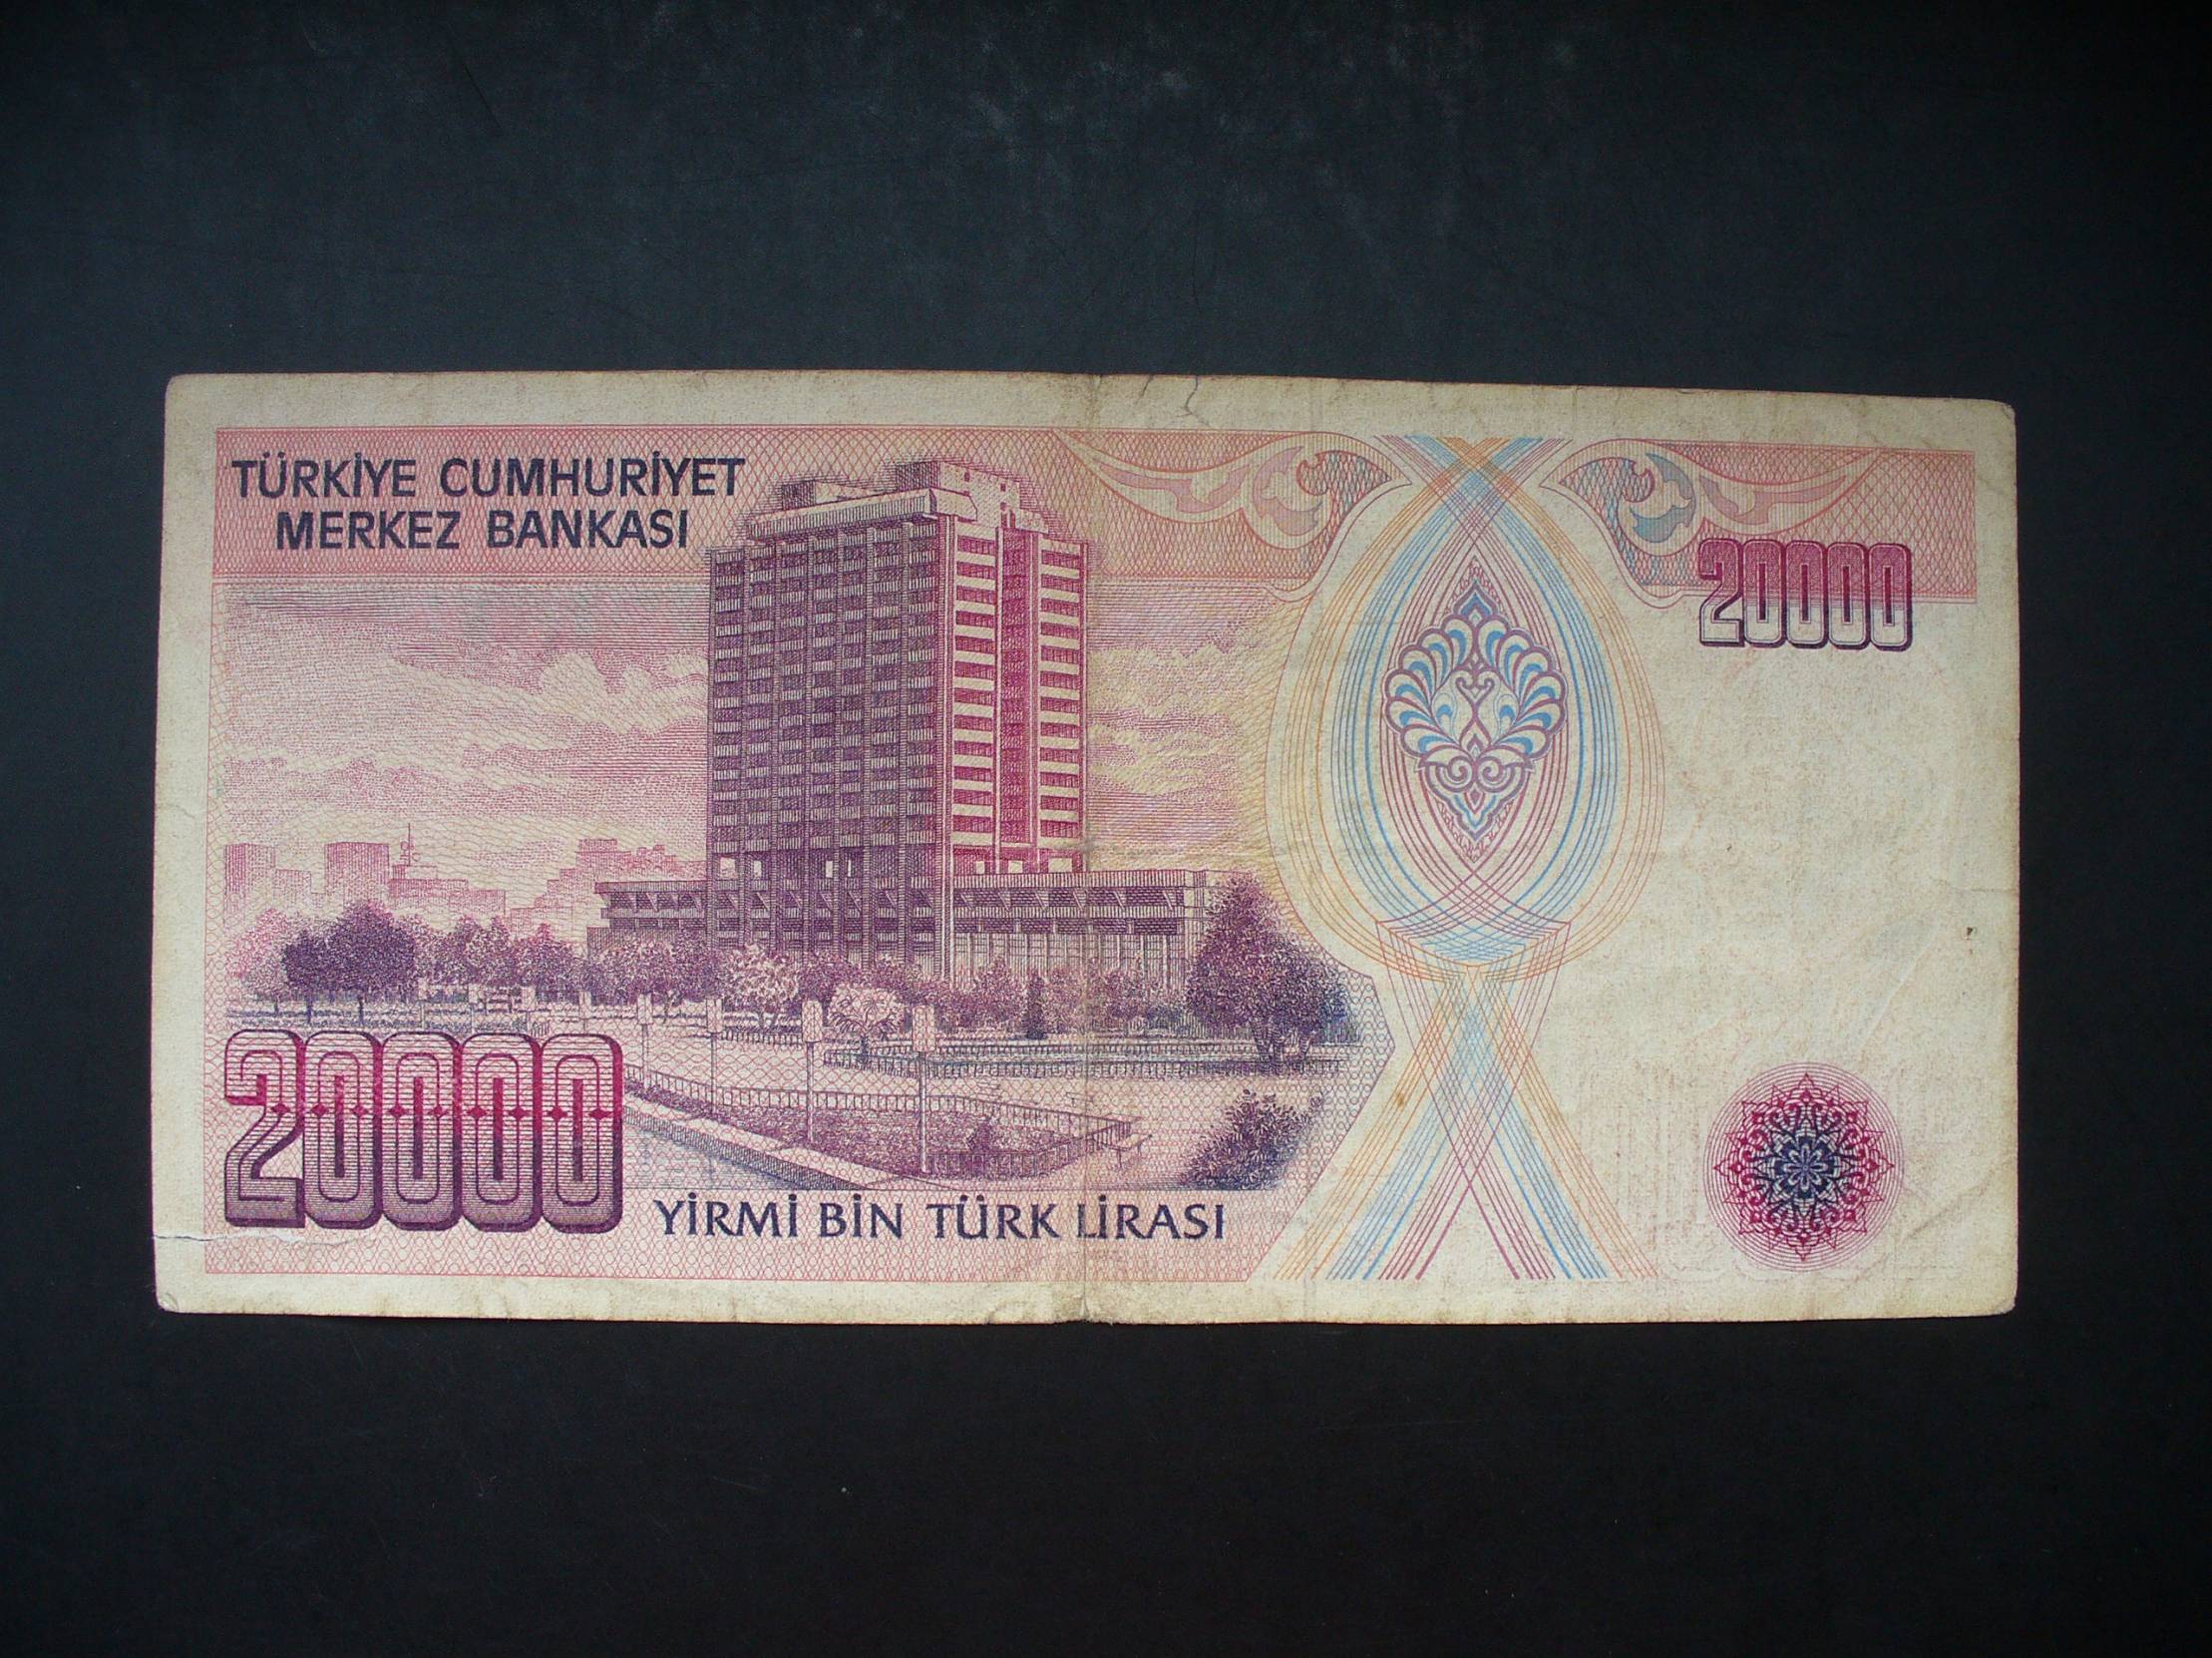 TÜRKİYE CUMHURİYET
MERKEZ BANKASI
20000
20000
YİRMİ BİN TÜRK LİRASI